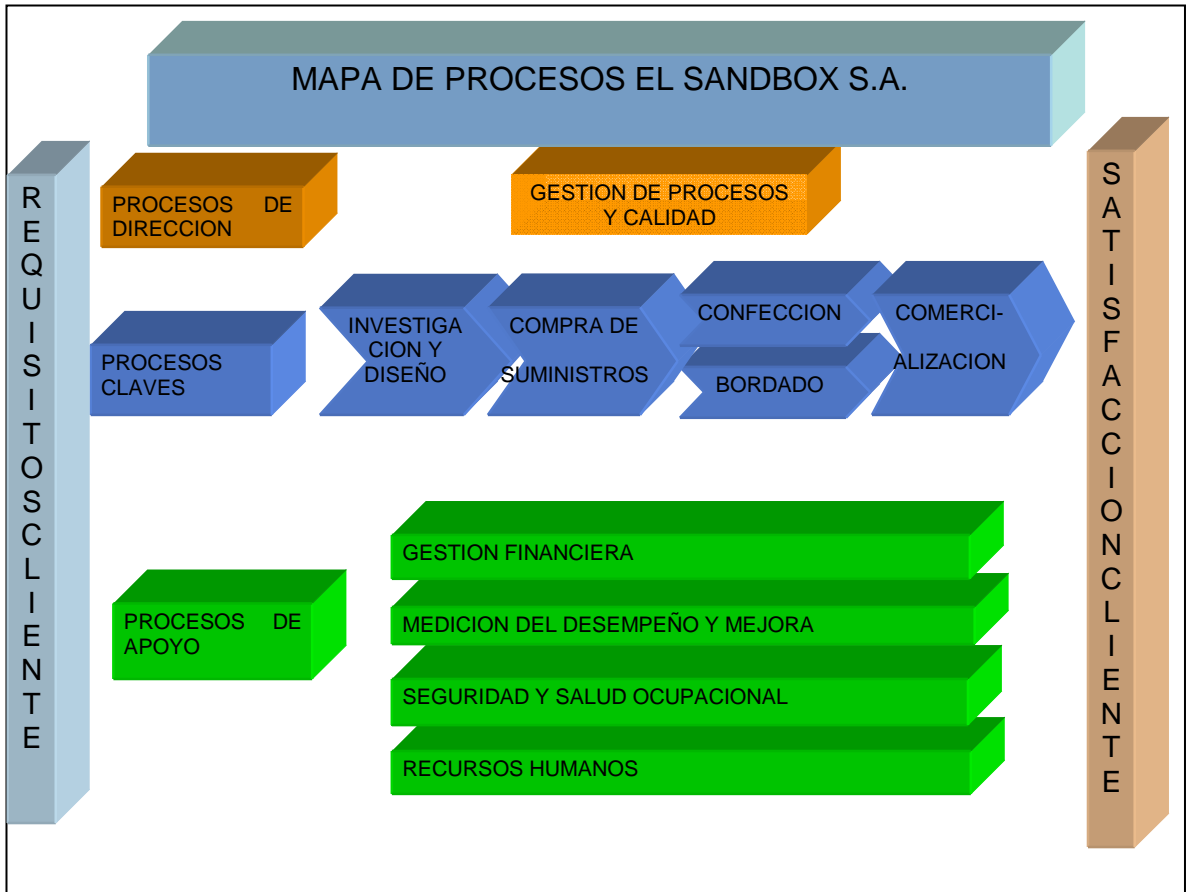 MAPA DE PROCESOS EL SANDBOX S.A.
REQUISITOSCLIENTE
PROCESOS DE
DIRECCION
GESTION DE PROCESOS
Y CALIDAD
PROCESOS
CLAVES
INVESTIGA
CION Y
DISEÑO
COMPRA DE
SUMINISTROS
CONFECCION
BORDADO
COMERCI-
ALIZACION
PROCESOS DE
APOYO
GESTION FINANCIERA
MEDICION DEL DESEMPEÑO Y MEJORA
SEGURIDAD Y SALUD OCUPACIONAL
RECURSOS HUMANOS
SATISFACCIONCLIENTE